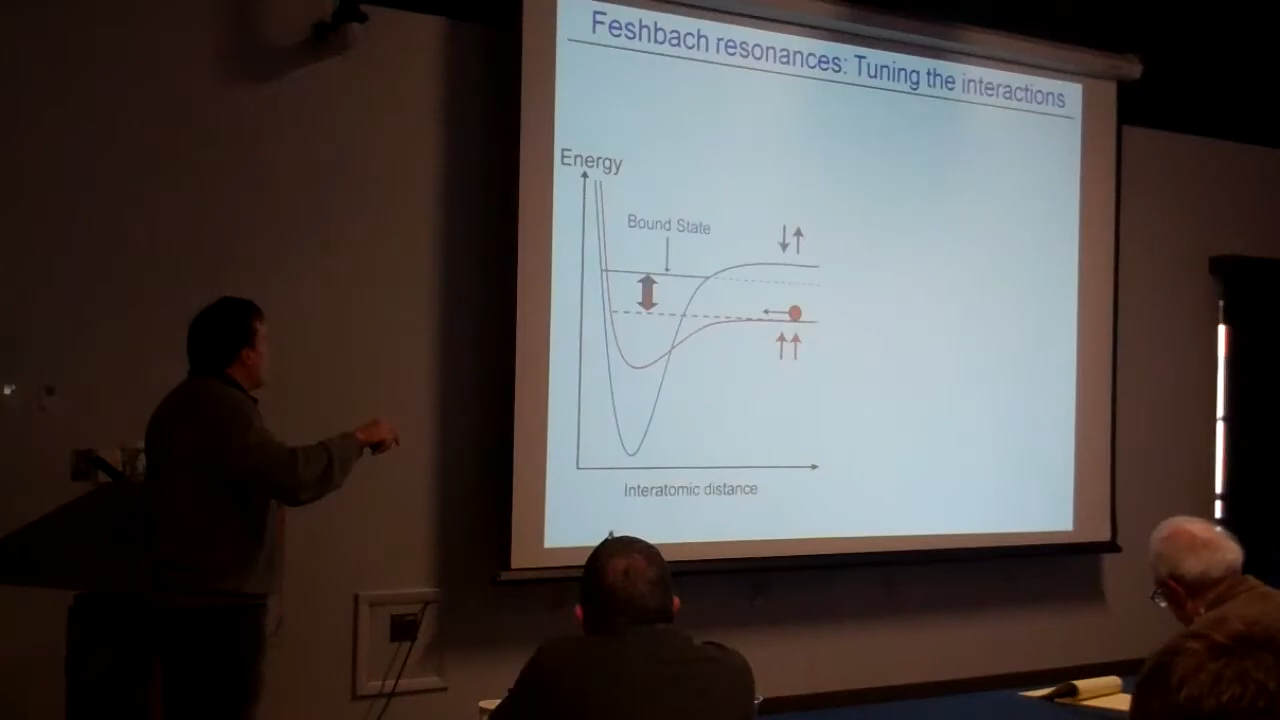 Feshbach resonances: Tuning the interactions
Energy
Bound State
↓↑
↑↑
Interatomic distance